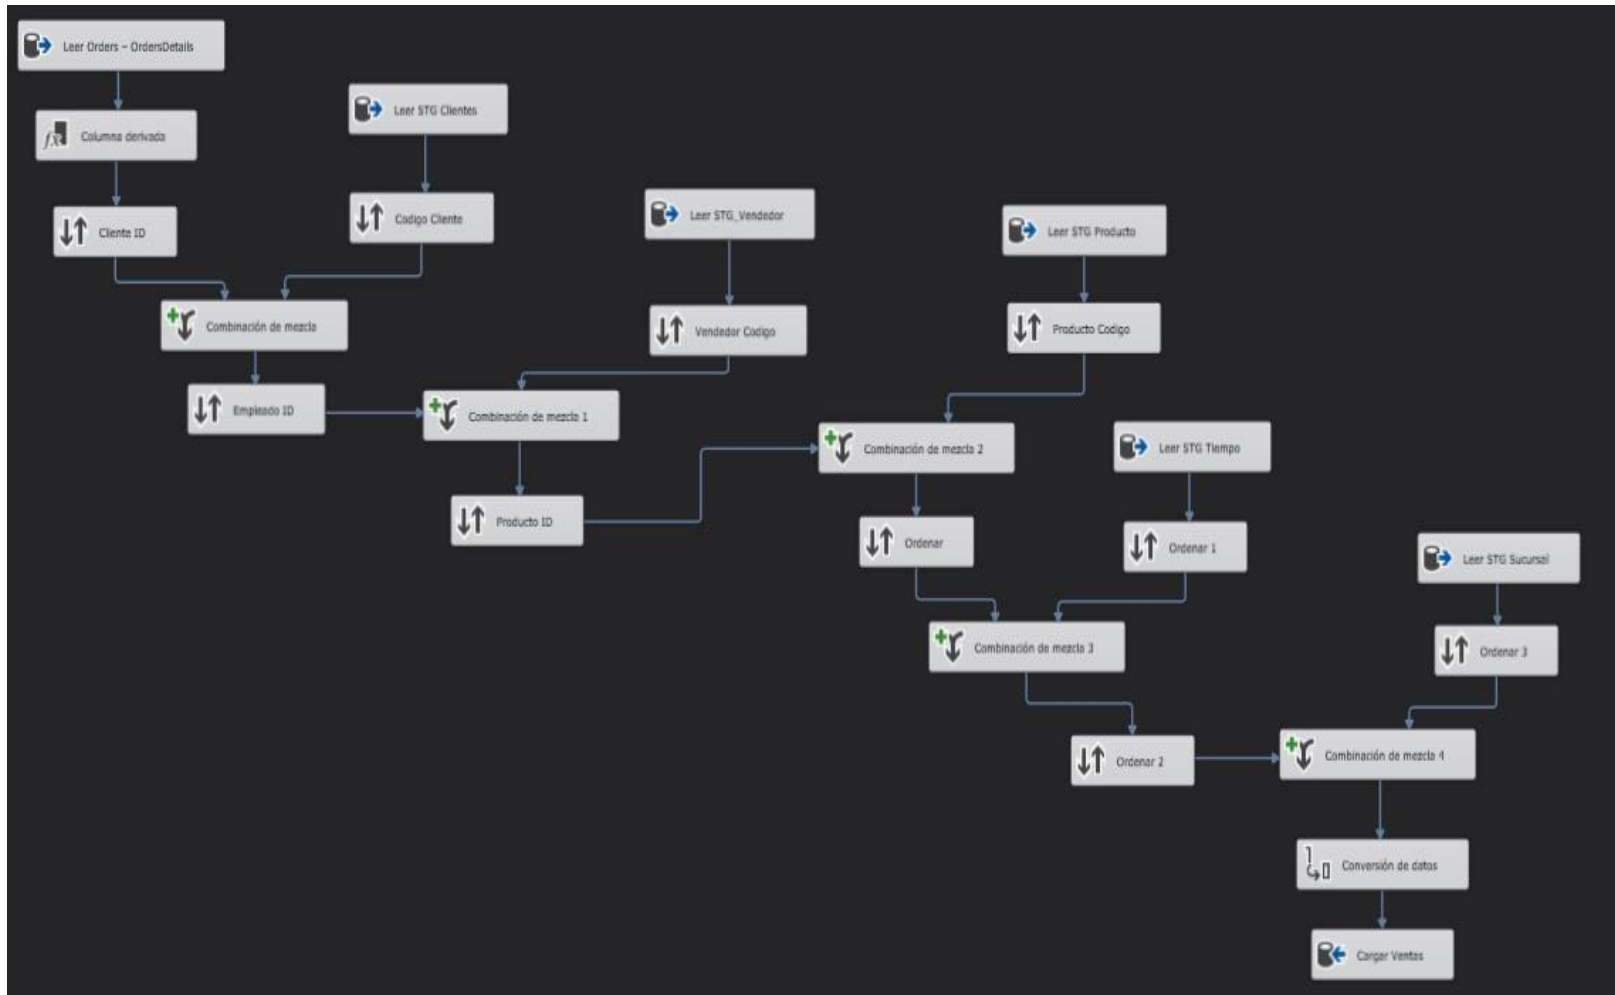 Leer Orders - OrdersDetails
Columna derivada
Leer STG Clientes
Cliente ID
Codigo Cliente
Leer STG_Vendedor
Leer STG Producto
Combinación de mezcla
Vendedor Codigo
Producto Codigo
Empleado ID
Combinación de mezcla 1
Combinación de mezcla 2
Leer STG Tiempo
Producto ID
Ordenar
Ordenar 1
Leer STG Sucursal
Combinación de mezcla 3
Ordenar 3
Ordenar 2
Combinación de mezcla 4
Conversión de datos
Cargar Ventas